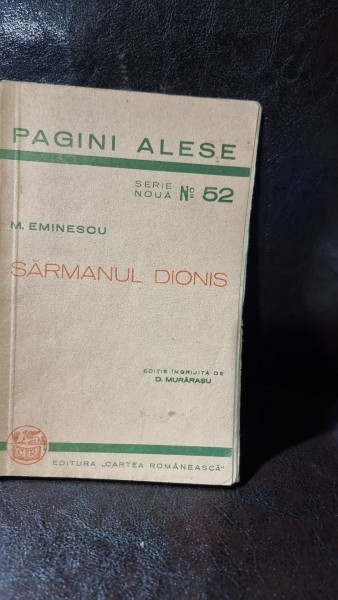 PAGINI ALESE
SERIE
NOUĂ No 52
M. EMINESCU
SĂRMANUL DIONIS
EDIȚIE ÎNGRIJITĂ DE
D. MURĂRAȘU
EDITURA „CARTEA ROMÂNEASCĂ“